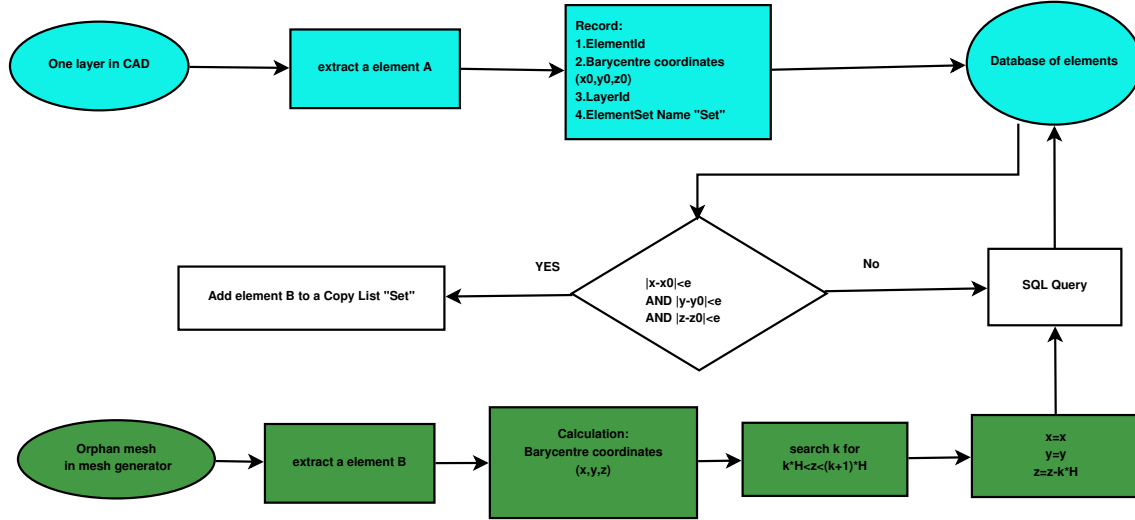 One layer in CAD
extract a element A
Record:
1.ElementId
2.Barycentre coordinates
(x0,y0,z0)
3.LayerId
4.ElementSet Name "Set"
Database of elements
YES
No
Add element B to a Copy List "Set"
|x-x0|<e
AND |y-y0|<e
AND |z-z0|<e
SQL Query
Orphan mesh
in mesh generator
extract a element B
Calculation:
Barycentre coordinates
(x,y,z)
search k for
k*H<z<(k+1)*H
x=x
y=y
z=z-k*H